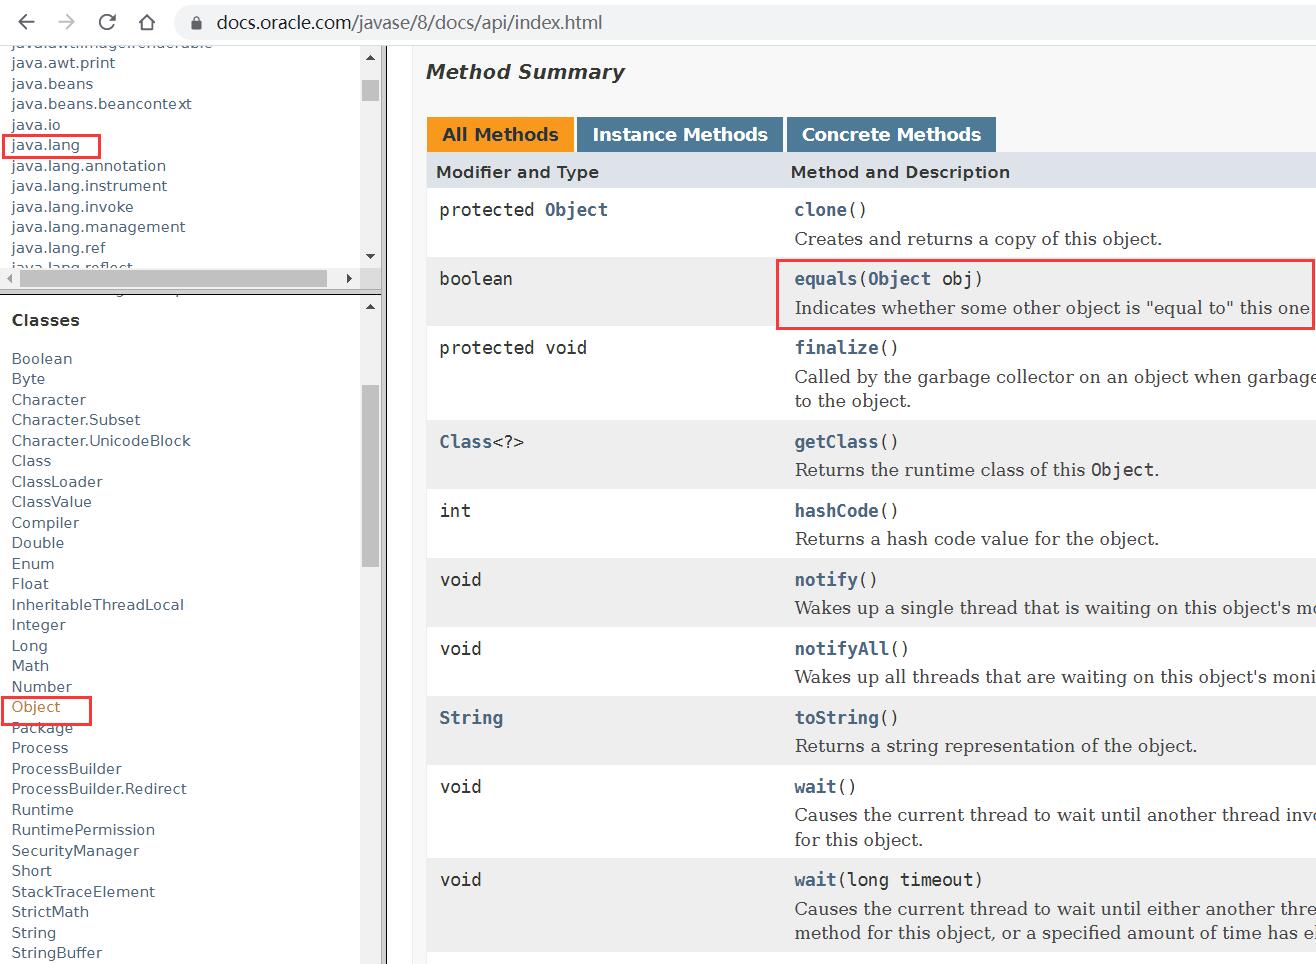 docs.oracle.com/javase/8/docs/api/index.html
java.awt.image.renderable
java.awt.print
java.beans
java.beans.beancontext
java.io
java.lang
java.lang.annotation
java.lang.instrument
java.lang.invoke
java.lang.management
java.lang.ref
java.lang.reflect
Classes
Boolean
Byte
Character
Character.Subset
Character.UnicodeBlock
Class
ClassLoader
ClassValue
Compiler
Double
Enum
Float
InheritableThreadLocal
Integer
Long
Math
Number
Object
Package
Process
ProcessBuilder
ProcessBuilder.Redirect
Runtime
RuntimePermission
SecurityManager
Short
StackTraceElement
StrictMath
String
StringBuffer
Method Summary
All Methods Instance Methods Concrete Methods
Modifier and Type Method and Description
protected Object clone()
Creates and returns a copy of this object.
boolean equals(Object obj)
Indicates whether some other object is "equal to" this one
protected void finalize()
Called by the garbage collector on an object when garbage
to the object.
Class<?> getClass()
Returns the runtime class of this Object.
int hashCode()
Returns a hash code value for the object.
void notify()
Wakes up a single thread that is waiting on this object's mo
void notifyAll()
Wakes up all threads that are waiting on this object's moni
String toString()
Returns a string representation of the object.
void wait()
Causes the current thread to wait until another thread invo
for this object.
void wait(long timeout)
Causes the current thread to wait until either another thre
method for this object, or a specified amount of time has el